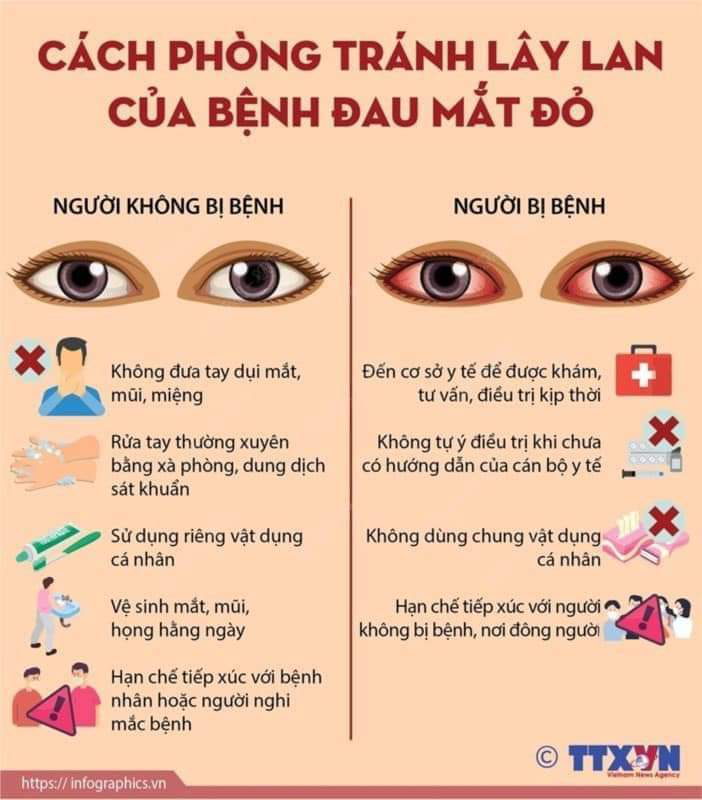 CÁCH PHÒNG TRÁNH LÂY LAN
CỦA BỆNH ĐAU MẮT ĐỎ
NGƯỜI KHÔNG BỊ BỆNH
Không đưa tay dụi mắt,
mũi, miệng
Rửa tay thường xuyên
bằng xà phòng, dung dịch
sát khuẩn
Sử dụng riêng vật dụng
cá nhân
Vệ sinh mắt, mũi,
họng hằng ngày
Hạn chế tiếp xúc với bệnh
nhân hoặc người nghi
mắc bệnh
NGƯỜI BỊ BỆNH
Đến cơ sở y tế để được khám,
tư vấn, điều trị kịp thời
Không tự ý điều trị khi chưa
có hướng dẫn của cán bộ y tế
Không dùng chung vật dụng
cá nhân
Hạn chế tiếp xúc với người
không bị bệnh, nơi đông người
© TTXVN
Vietnam News Agency
https:// infographics.vn